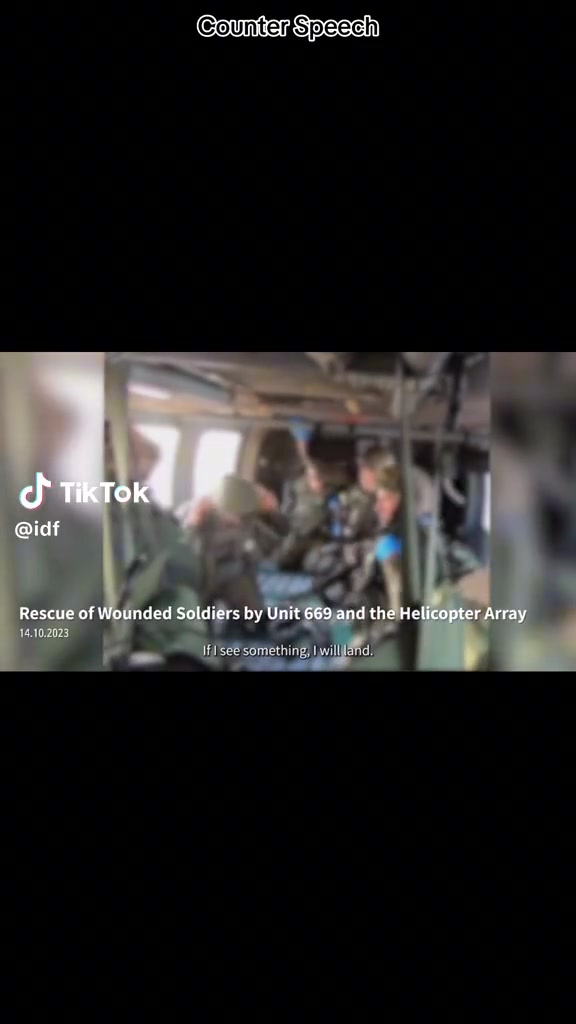 Counter Speech
TikTok
@idf
Rescue of Wounded Soldiers by Unit 669 and the Helicopter Array
14.10.2023
If I see something, I will land.